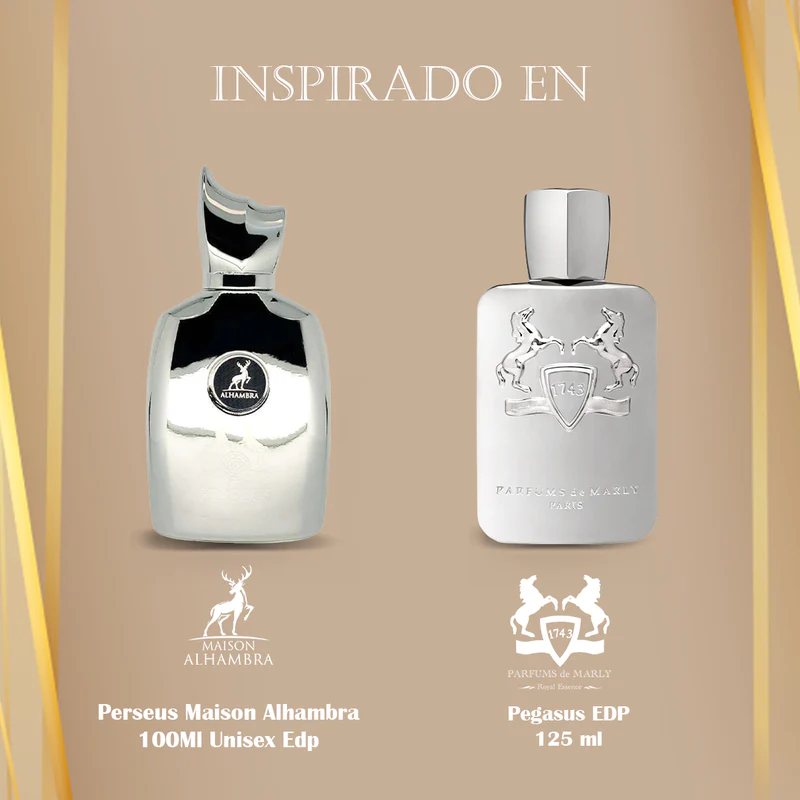 INSPIRADO EN
ALHAMBRA
1743
PARFUMS de MARLY
PARIS
MAISON
ALHAMBRA
1743
PARFUMS de MARLY
Royal Essence
Perseus Maison Alhambra
100Ml Unisex Edp
Pegasus EDP
125 ml